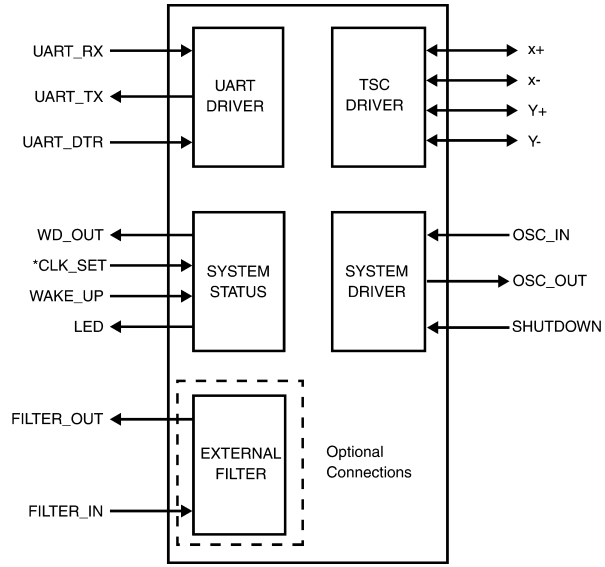 UART_RX
UART_TX
UART_DTR
UART
DRIVER
TSC
DRIVER
x+
x-
Y+
Y-
WD_OUT
*CLK_SET
WAKE_UP
LED
SYSTEM
STATUS
SYSTEM
DRIVER
OSC_IN
OSC_OUT
SHUTDOWN
FILTER_OUT
FILTER_IN
EXTERNAL
FILTER
Optional
Connections